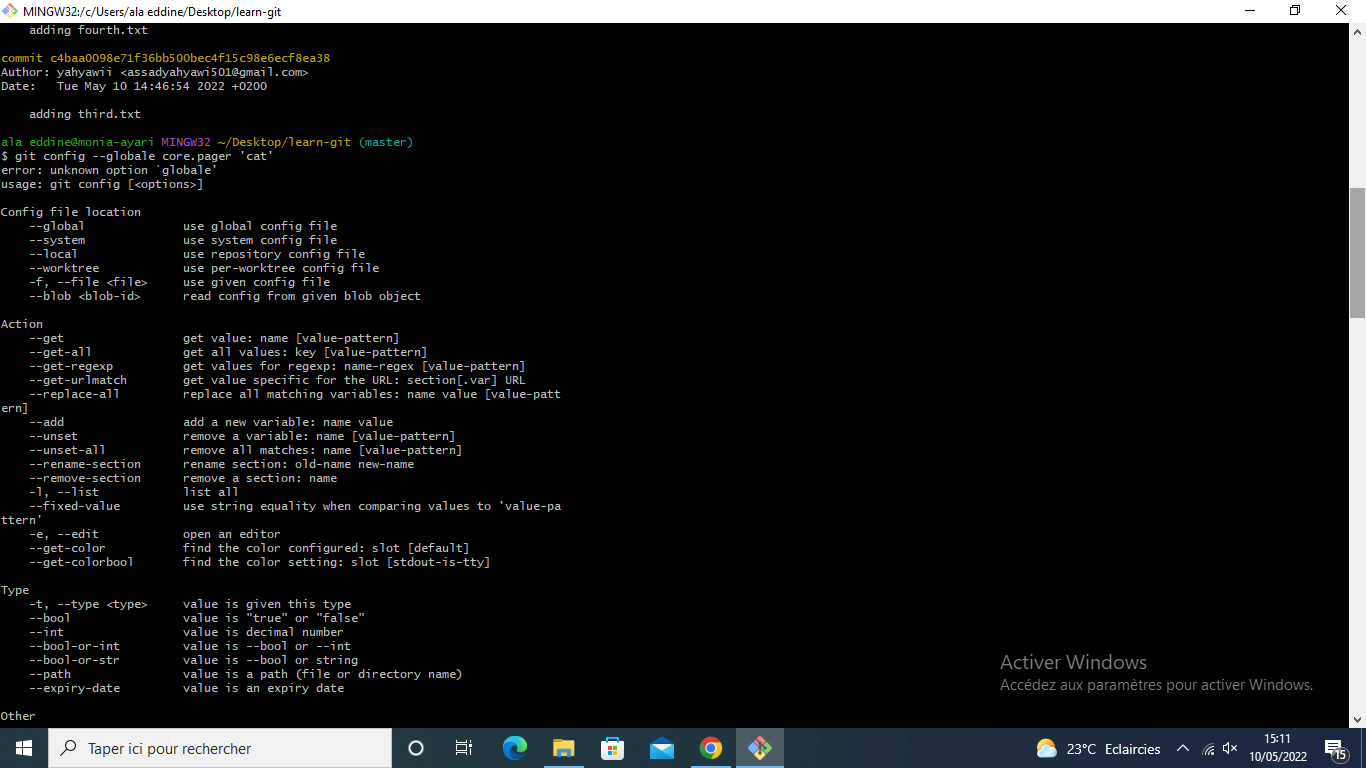 MINGW32:/c/Users/ala eddine/Desktop/learn-git
    adding fourth.txt
commit c4baa0098e71f36bb500bec4f15c98e6ecf8ea38
Author: yahyawii <assadyahyawi501@gmail.com>
Date:   Tue May 10 14:46:54 2022 +0200
    adding third.txt
ala eddine@monia-ayari MINGW32 ~/Desktop/learn-git (master)
$ git config --globale core.pager 'cat'
error: unknown option `globale'
usage: git config [<options>]
Config file location
    --global              use global config file
    --system              use system config file
    --local               use repository config file
    --worktree            use per-worktree config file
    -f, --file <file>     use given config file
    --blob <blob-id>      read config from given blob object
Action
    --get                 get value: name [value-pattern]
    --get-all             get all values: key [value-pattern]
    --get-regexp          get values for regexp: name-regex [value-pattern]
    --get-urlmatch        get value specific for the URL: section[.var] URL
    --replace-all         replace all matching variables: name value [value-patt
ern]
    --add                 add a new variable: name value
    --unset               remove a variable: name [value-pattern]
    --unset-all           remove all matches: name [value-pattern]
    --rename-section      rename section: old-name new-name
    --remove-section      remove a section: name
    -l, --list            list all
    --fixed-value         use string equality when comparing values to 'value-pa
ttern'
    -e, --edit            open an editor
    --get-color           find the color configured: slot [default]
    --get-colorbool       find the color setting: slot [stdout-is-tty]
Type
    -t, --type <type>     value is given this type
    --bool                value is "true" or "false"
    --int                 value is decimal number
    --bool-or-int         value is --bool or --int
    --bool-or-str         value is --bool or string
    --path                value is a path (file or directory name)
    --expiry-date         value is an expiry date
Other
Activer Windows
Accédez aux paramètres pour activer Windows.
Taper ici pour rechercher
23°C Eclaircies
15:11
10/05/2022
15